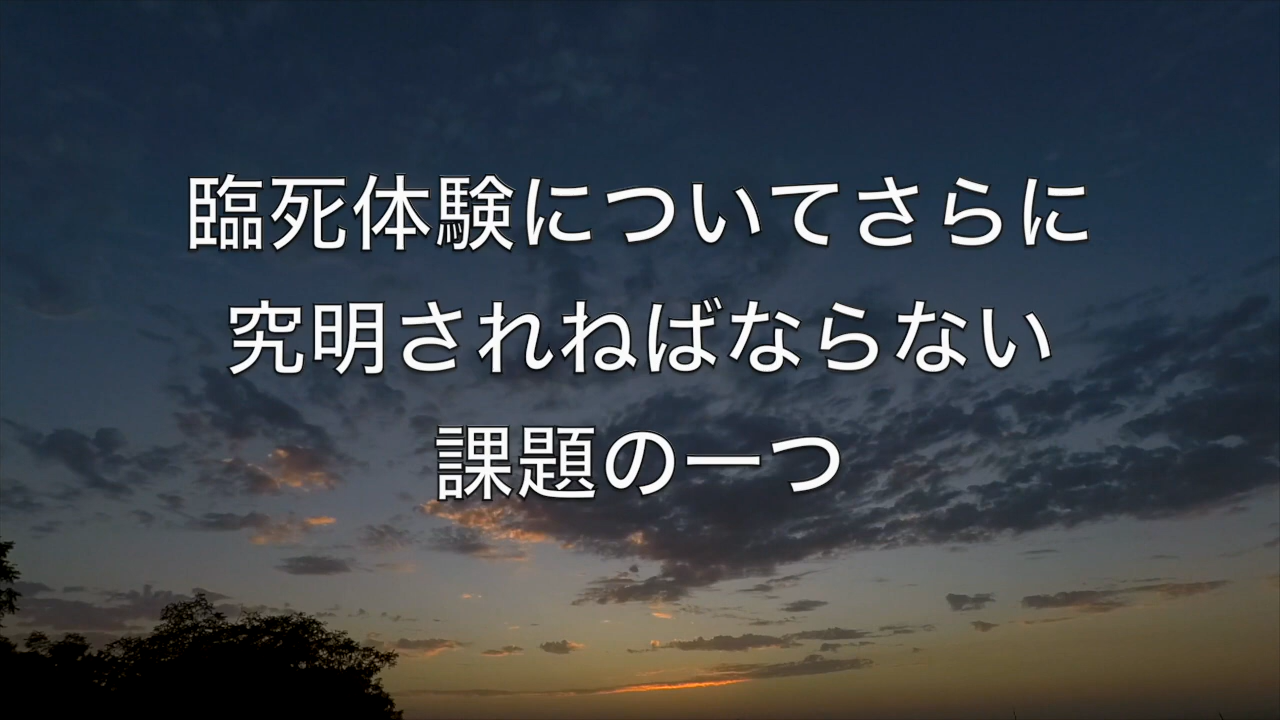 臨死体験についてさらに
究明されねばならない
課題の一つ